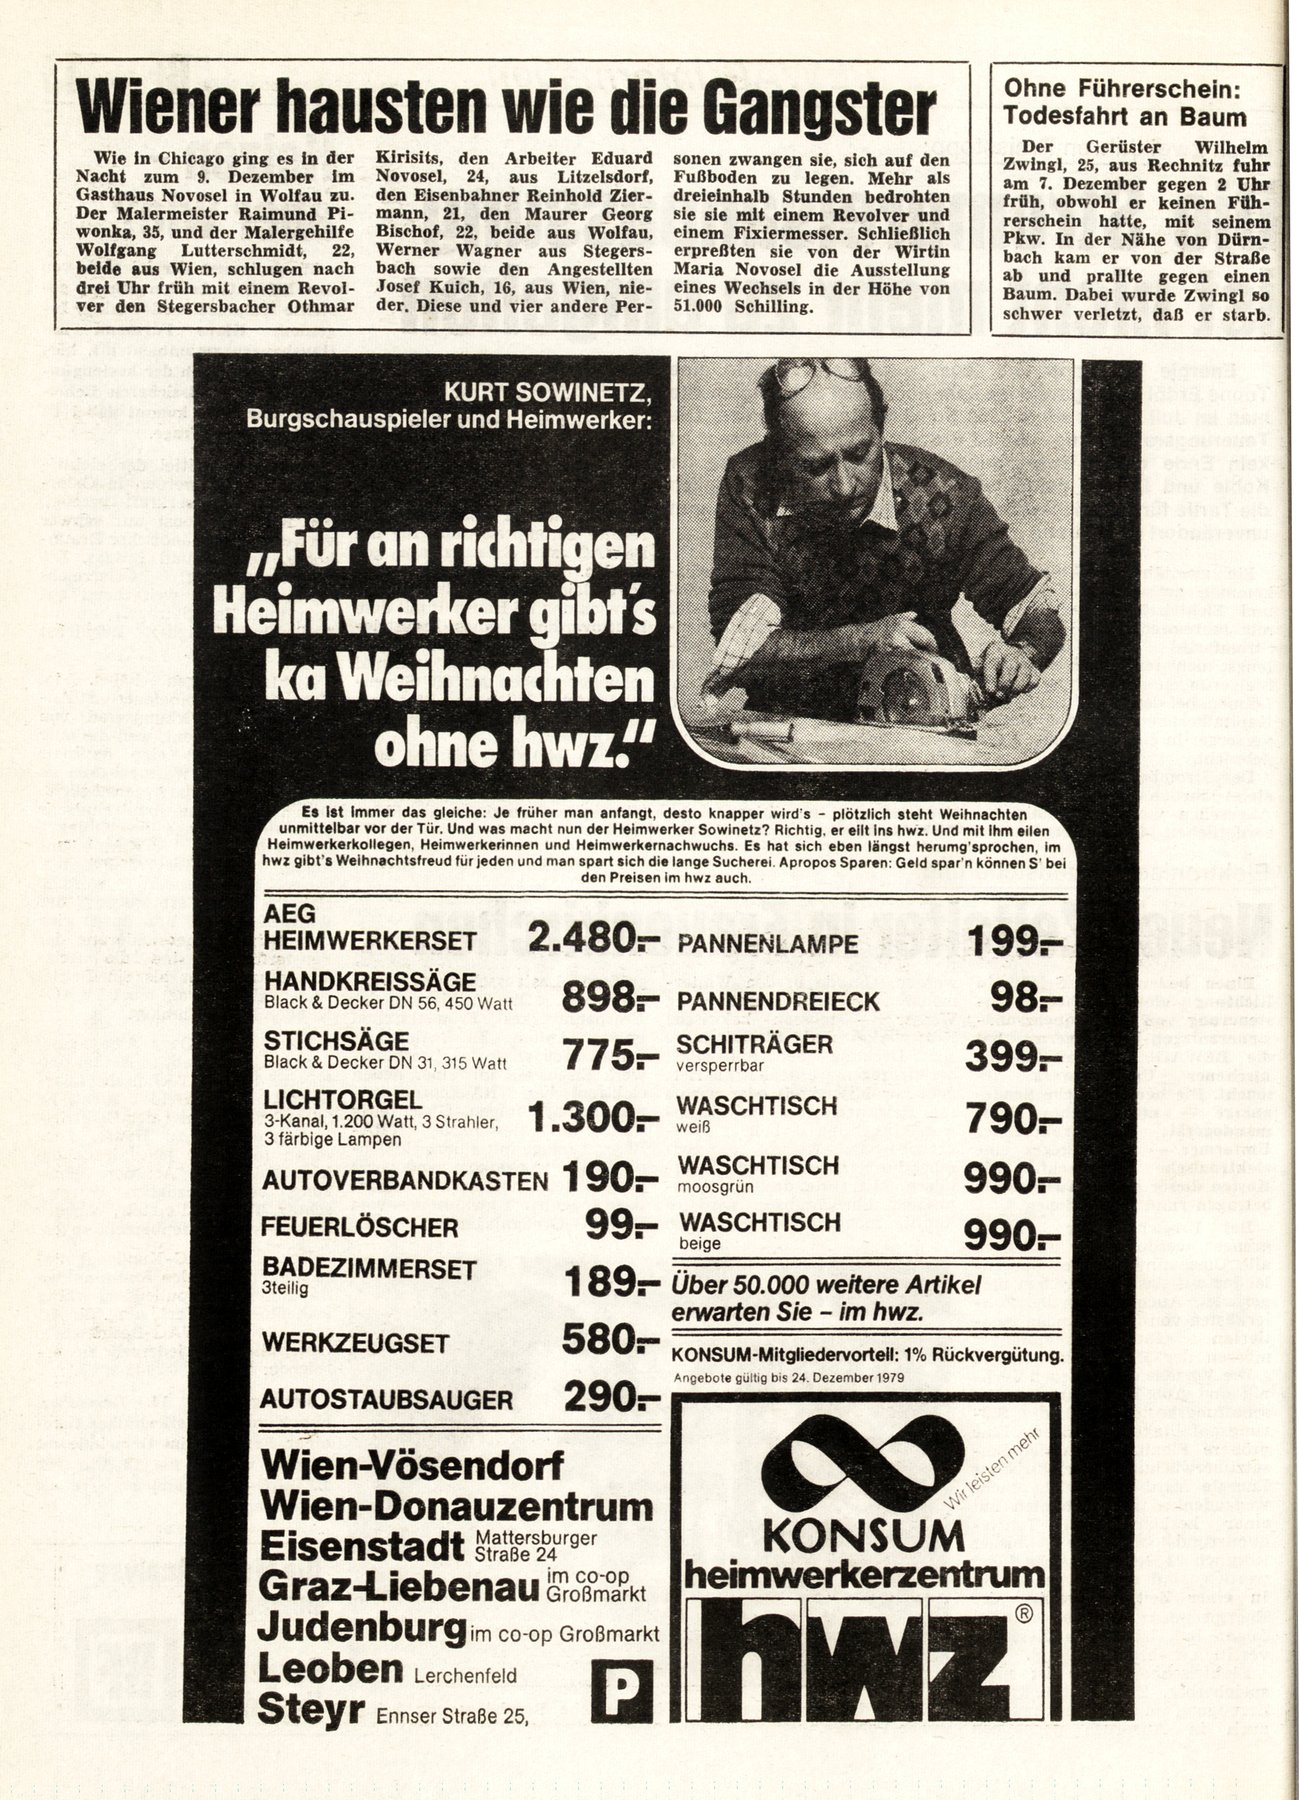 Wiener hausten wie die Gangster
Wie in Chicago ging es in der
Nacht zum 9. Dezember im
Gasthaus Novosel in Wolfau zu.
Der Malermeister Raimund Pi-
wonka, 35, und der Malergehilfe
Wolfgang Lutterschmidt, 22,
beide aus Wien, schlugen nach
drei Uhr früh mit einem Revol-
ver den Stegersbacher Othmar
Kirisits, den Arbeiter Eduard
Novosel, 24, aus Litzelsdorf,
den Eisenbahner Reinhold Zier-
mann, 21, den Maurer Georg
Bischof, 22, beide aus Wolfau,
Werner Wagner aus Stegers-
bach sowie den Angestellten
Josef Kuich, 16, aus Wien, nie-
der. Diese und vier andere Per-
sonen zwangen sie, sich auf den
Fußboden zu legen. Mehr als
dreieinhalb Stunden bedrohten
sie sie mit einem Revolver und
einem Fixiermesser. Schließlich
erpreßten sie von der Wirtin
Maria Novosel die Ausstellung
eines Wechsels in der Höhe von
51.000 Schilling.
Ohne Führerschein:
Todesfahrt an Baum
Der Gerüster Wilhelm
Zwingl, 25, aus Rechnitz fuhr
am 7. Dezember gegen 2 Uhr
früh, obwohl er keinen Füh-
rerschein hatte, mit seinem
Pkw. In der Nähe von Dürn-
bach kam er von der Straße
ab und prallte gegen einen
Baum. Dabei wurde Zwingl so
schwer verletzt, daß er starb.
KURT SOWINETZ,
Burgschauspieler und Heimwerker:
„Für an richtigen
Heimwerker gibt's
ka Weihnachten
ohne hwz.“
Es ist immer das gleiche: Je früher man anfangt, desto knapper wird's – plötzlich steht Weihnachten
unmittelbar vor der Tür. Und was macht nun der Heimwerker Sowinetz? Richtig, er eilt ins hwz. Und mit ihm eilen
Heimwerkerkollegen, Heimwerkerinnen und Heimwerkernachwuchs. Es hat sich eben längst herumg'sprochen, im
hwz gibt's Weihnachtsfreud für jeden und man spart sich die lange Sucherei. Apropos Sparen: Geld spar'n können S' bei
den Preisen im hwz auch.
AEG
HEIMWERKERSET 2.480.–
HANDKREISSÄGE 898.–
Black & Decker DN 56, 450 Watt
STICHSÄGE 775.–
Black & Decker DN 31, 315 Watt
LICHTORGEL 1.300.–
3-Kanal, 1.200 Watt, 3 Strahler,
3 färbige Lampen
AUTOVERBANDKASTEN 190.–
FEUERLÖSCHER 99.–
BADEZIMMERSET 189.–
3teilig
WERKZEUGSET 580.–
AUTOSTAUBSAUGER 290.–
PANNENLAMPE 199.–
PANNENDREIECK 98.–
SCHITRÄGER 399.–
versperrbar
WASCHTISCH 790.–
weiß
WASCHTISCH 990.–
moosgrün
WASCHTISCH 990.–
beige
Über 50.000 weitere Artikel
erwarten Sie – im hwz.
KONSUM-Mitgliedervorteil: 1% Rückvergütung.
Angebote gültig bis 24. Dezember 1979
Wien-Vösendorf
Wien-Donauzentrum
Eisenstadt Mattersburger
Straße 24
Graz-Liebenau im co-op
Großmarkt
Judenburg im co-op Großmarkt
Leoben Lerchenfeld
Steyr Ennser Straße 25,
P
Wir leisten mehr
KONSUM
heimwerkerzentrum
hwz ®